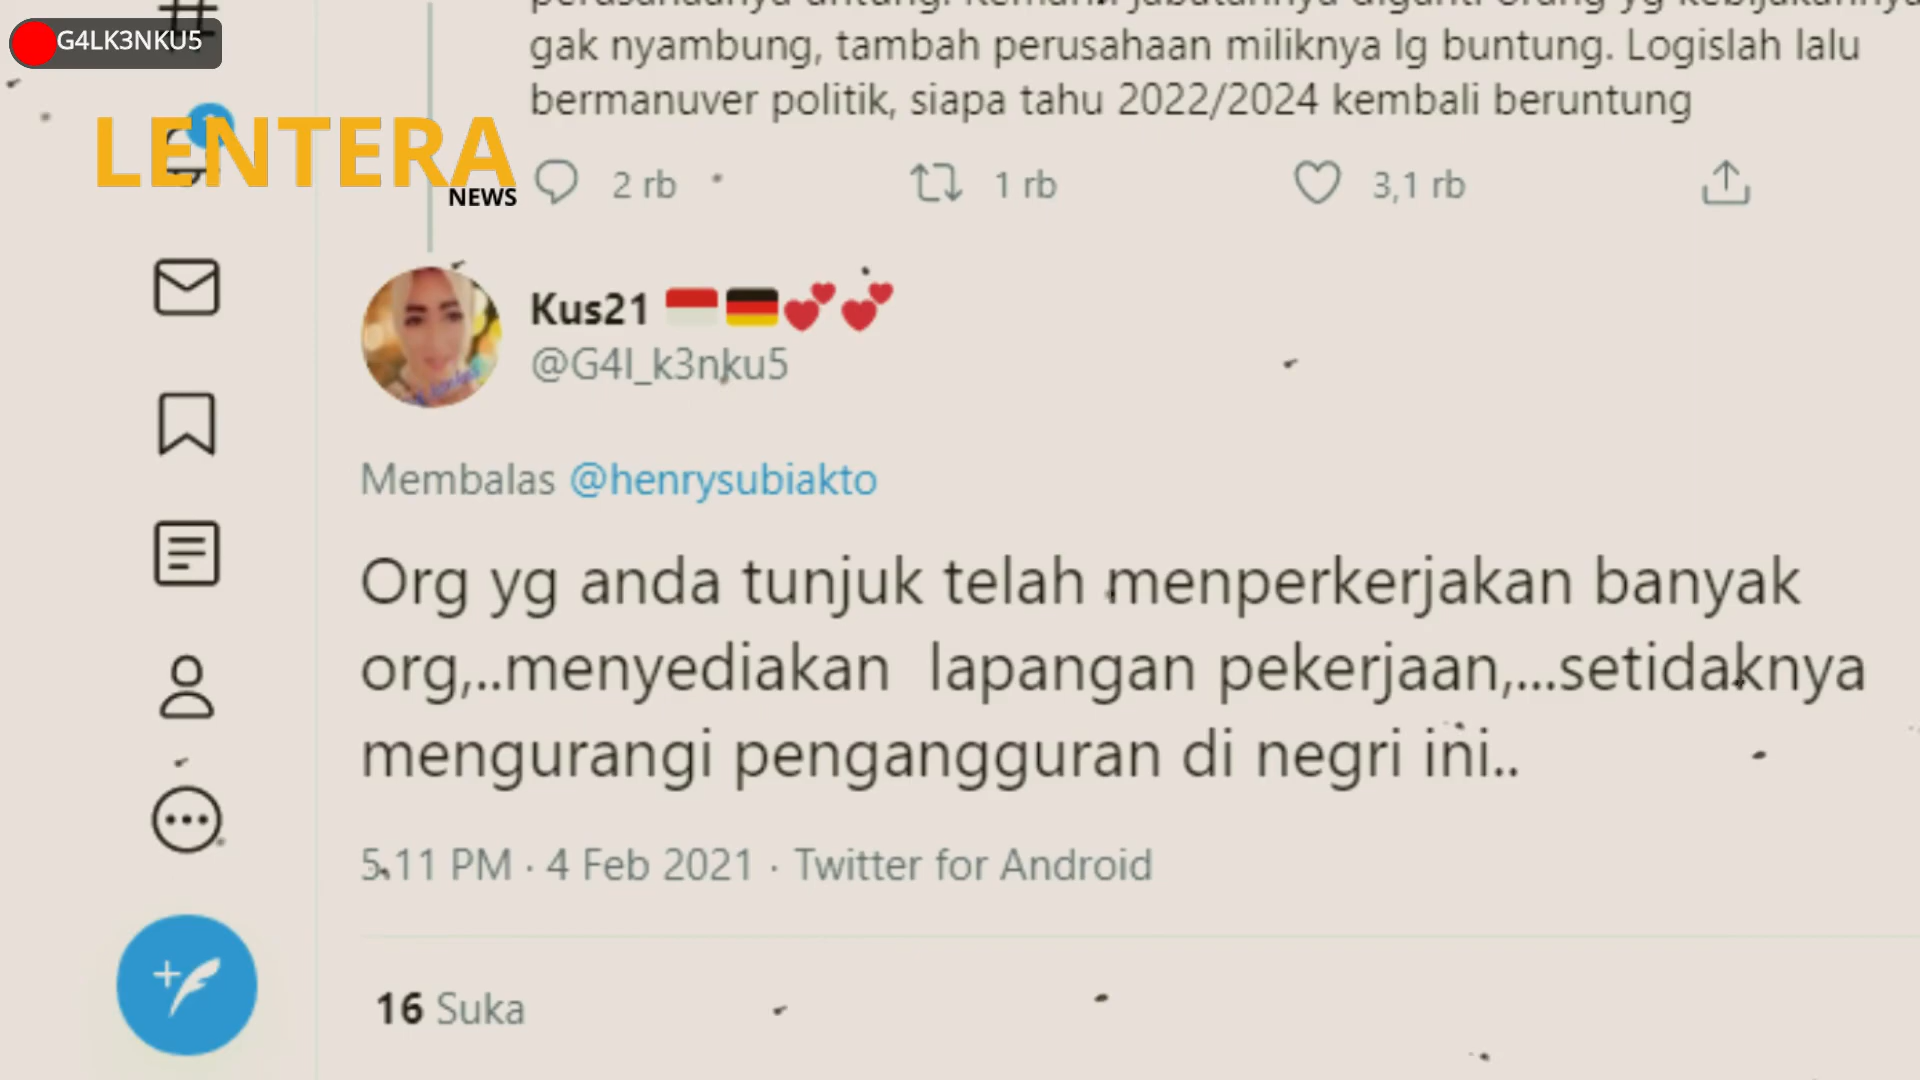 G4LK3NKU5
gak nyambung, tambah perusahaan miliknya lg buntung. Logislah lalu
bermanuver politik, siapa tahu 2022/2024 kembali beruntung
LENTERA
NEWS
2 rb
1 rb
3,1 rb
Kus21
@G4l_k3nku5
Membalas @henrysubiakto
Org yg anda tunjuk telah menperkerjakan banyak
org,..menyediakan lapangan pekerjaan,...setidaknya
mengurangi pengangguran di negri ini..
5.11 PM · 4 Feb 2021 · Twitter for Android
16 Suka